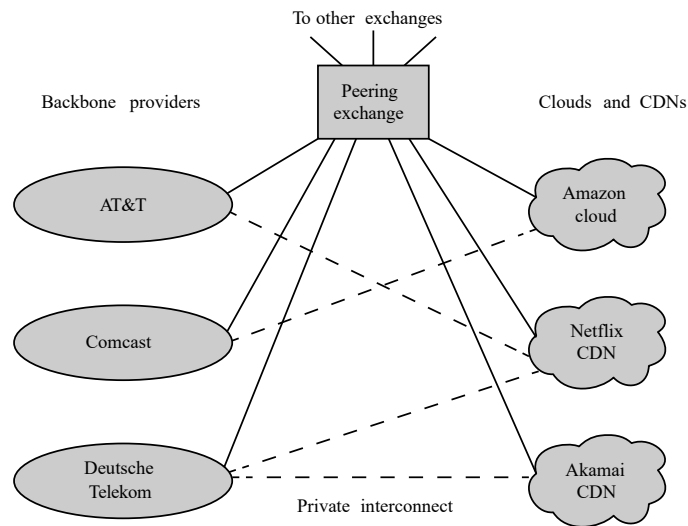 To other exchanges
Backbone providers
Peering
exchange
Clouds and CDNs
AT&T
Amazon
cloud
Comcast
Netflix
CDN
Deutsche
Telekom
Akamai
CDN
Private interconnect